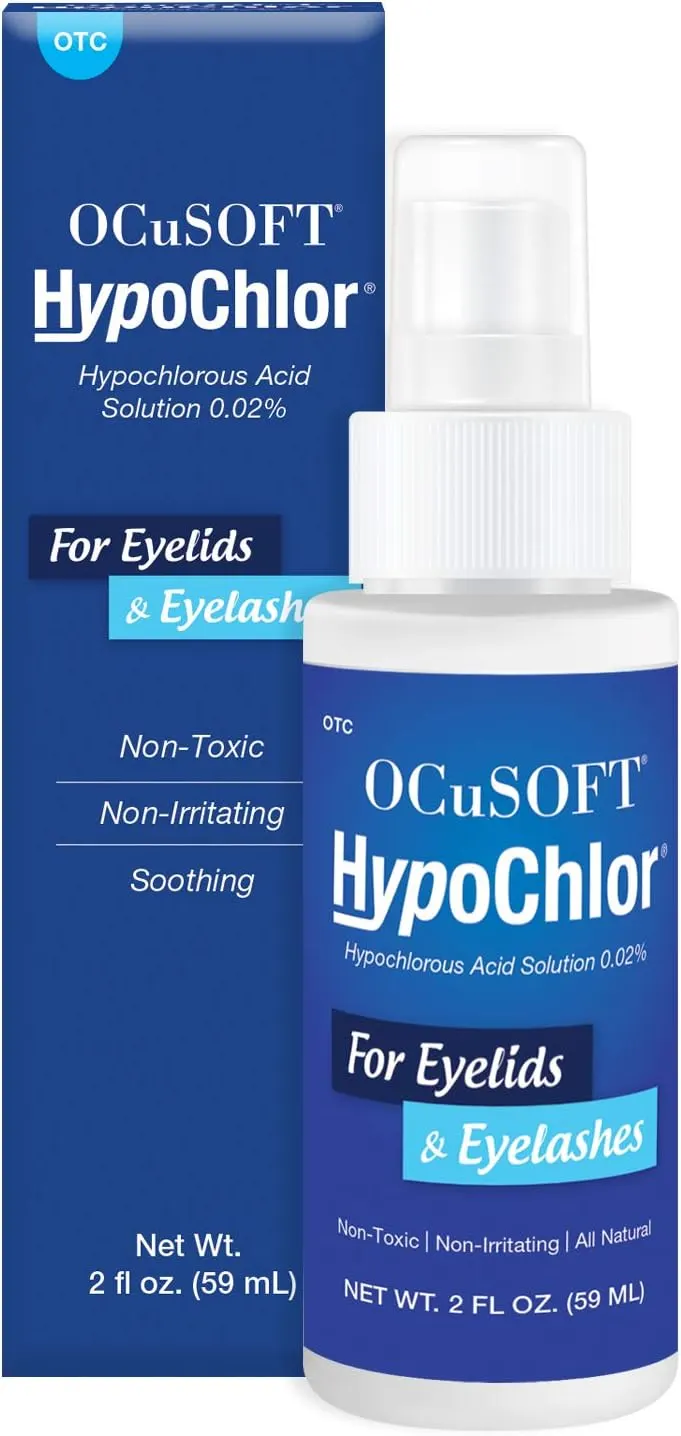 OTC
OCuSOFT®
HypoChlor®
Hypochlorous Acid
Solution 0.02%
For Eyelids
& Eyelash
Non-Toxic
Non-Irritating
Soothing
Net Wt.
2 fl oz. (59 mL)
OTC
OCuSOFT®
HypoChlor®
Hypochlorous Acid Solution 0.02%
For Eyelids
& Eyelashes
Non-Toxic | Non-Irritating | All Natural
NET WT. 2 FL OZ. (59 ML)